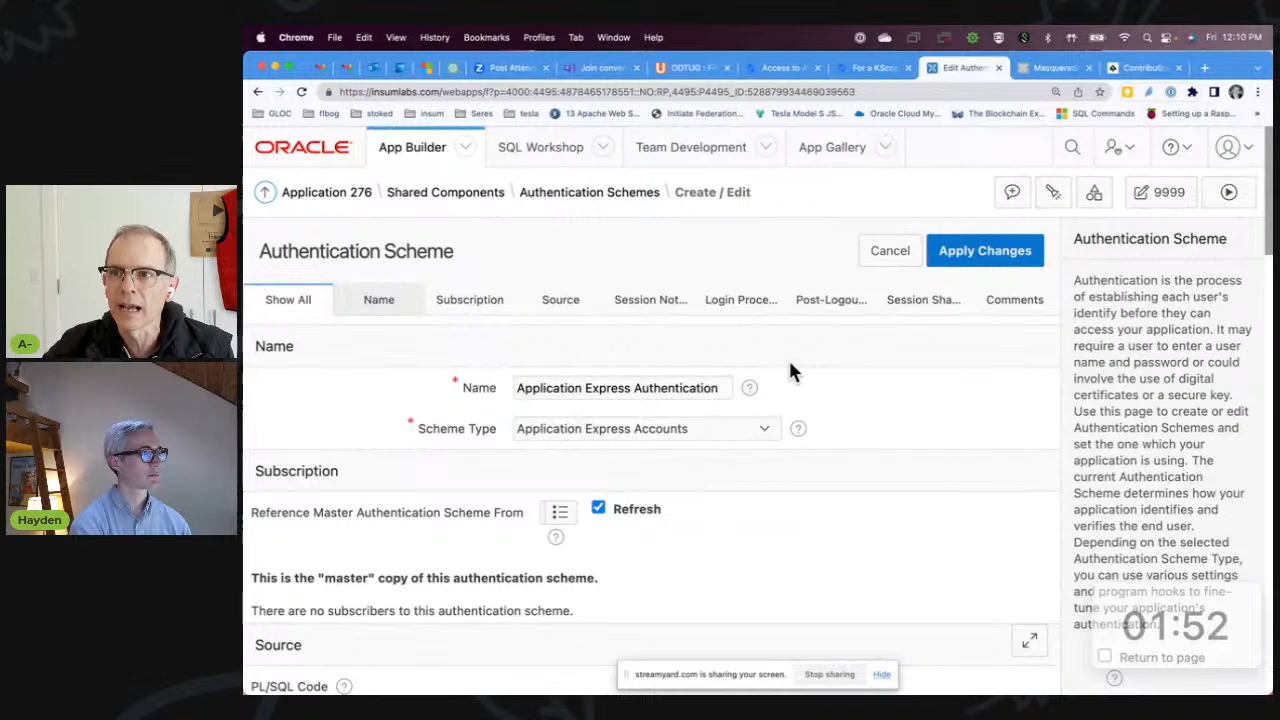 Chrome File Edit View History Bookmarks Profiles Tab Window Help
Fri 12:10 PM
Post Atten
Join conver
ODTUG : F
Access to A
For a KSco
Edit Authen
Masquerad
Contributio
https://insumlabs.com/webapps/f?p=4000:4495:4878465178551::NO:RP,4495:P4495_ID:528879934469039553
GLOC flbog stoked insum Seres tesla 13 Apache Web S... Initiate Federation... Tesla Model S JS... Oracle Cloud My... The Blockchain Ex... SQL Commands Setting up a Rasp...
ORACLE App Builder SQL Workshop Team Development App Gallery
Application 276 \ Shared Components \ Authentication Schemes \ Create / Edit
9999
Authentication Scheme
Cancel
Apply Changes
Show All Name Subscription Source Session Not... Login Proce... Post-Logou... Session Sha... Comments
Name
* Name Application Express Authentication
* Scheme Type Application Express Accounts
Subscription
Reference Master Authentication Scheme From
Refresh
This is the "master" copy of this authentication scheme.
There are no subscribers to this authentication scheme.
Source
PL/SQL Code
Authentication Scheme
Authentication is the process
of establishing each user's
identify before they can
access your application. It may
require a user to enter a user
name and password or could
involve the use of digital
certificates or a secure key.
Use this page to create or edit
Authentication Schemes and
set the one which your
application is using. The
current Authentication
Scheme determines how your
application identifies and
verifies the end user.
Depending on the selected
Authentication Scheme Type,
you can use various settings
and program hooks to fine-
tune your application's
authentication.
01:52
Return to page
streamyard.com is sharing your screen.
Stop sharing
Hide
A-
Hayden